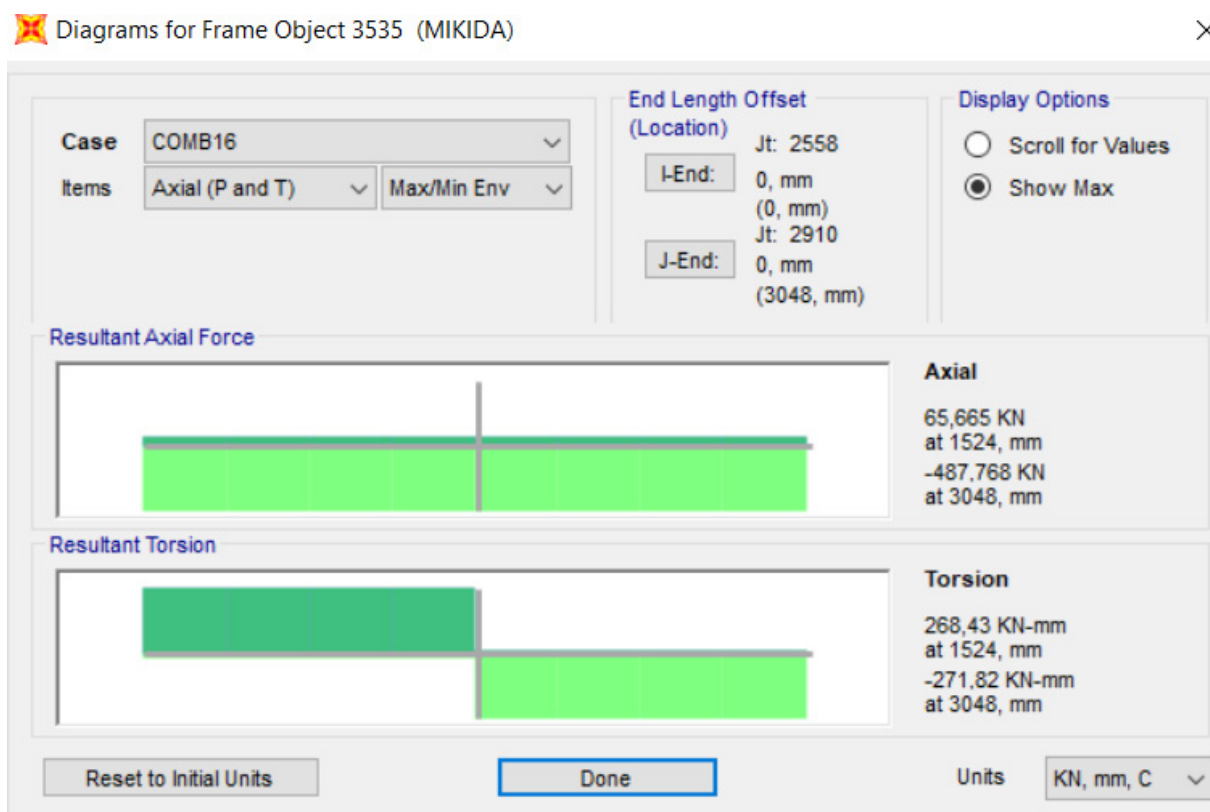 Diagrams for Frame Object 3535 (MIKIDA)
Case COMB16
Items Axial (P and T) Max/Min Env
End Length Offset
(Location)
I-End:
Jt: 2558
0, mm
(0, mm)
J-End:
Jt: 2910
0, mm
(3048, mm)
Display Options
Scroll for Values
Show Max
Resultant Axial Force
Axial
65,665 KN
at 1524, mm
-487,768 KN
at 3048, mm
Resultant Torsion
Torsion
268,43 KN-mm
at 1524, mm
-271,82 KN-mm
at 3048, mm
Reset to Initial Units
Done
Units KN, mm, C